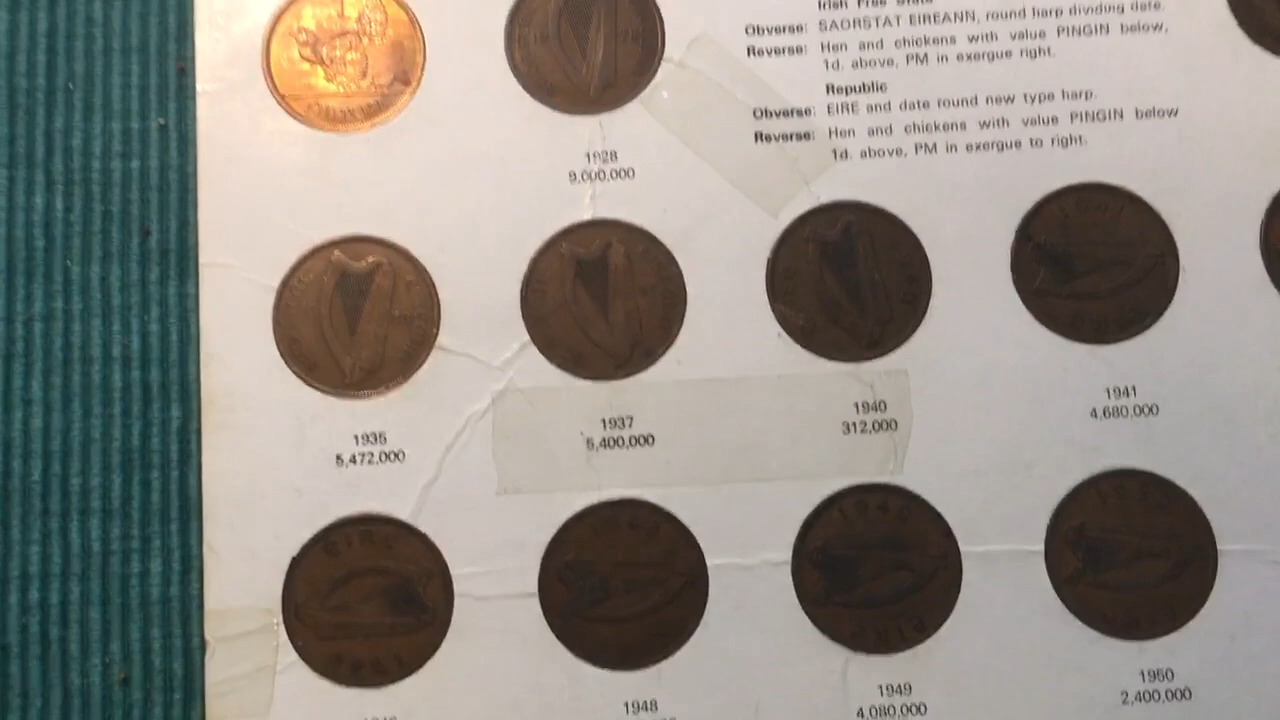 Irish Free State
Obverse: SAORSTAT EIREANN, round harp dividing date.
Reverse: Hen and chickens with value PINGIN below,
1d. above, PM in exergue right.
Republic
Obverse: EIRE and date round new type harp.
Reverse: Hen and chickens with value PINGIN below
1d. above, PM in exergue to right.
1928
9,000,000
1935
5,472,000
1937
5,400,000
1940
312,000
1941
4,680,000
EIRE
1948
1949
4,080,000
1950
2,400,000